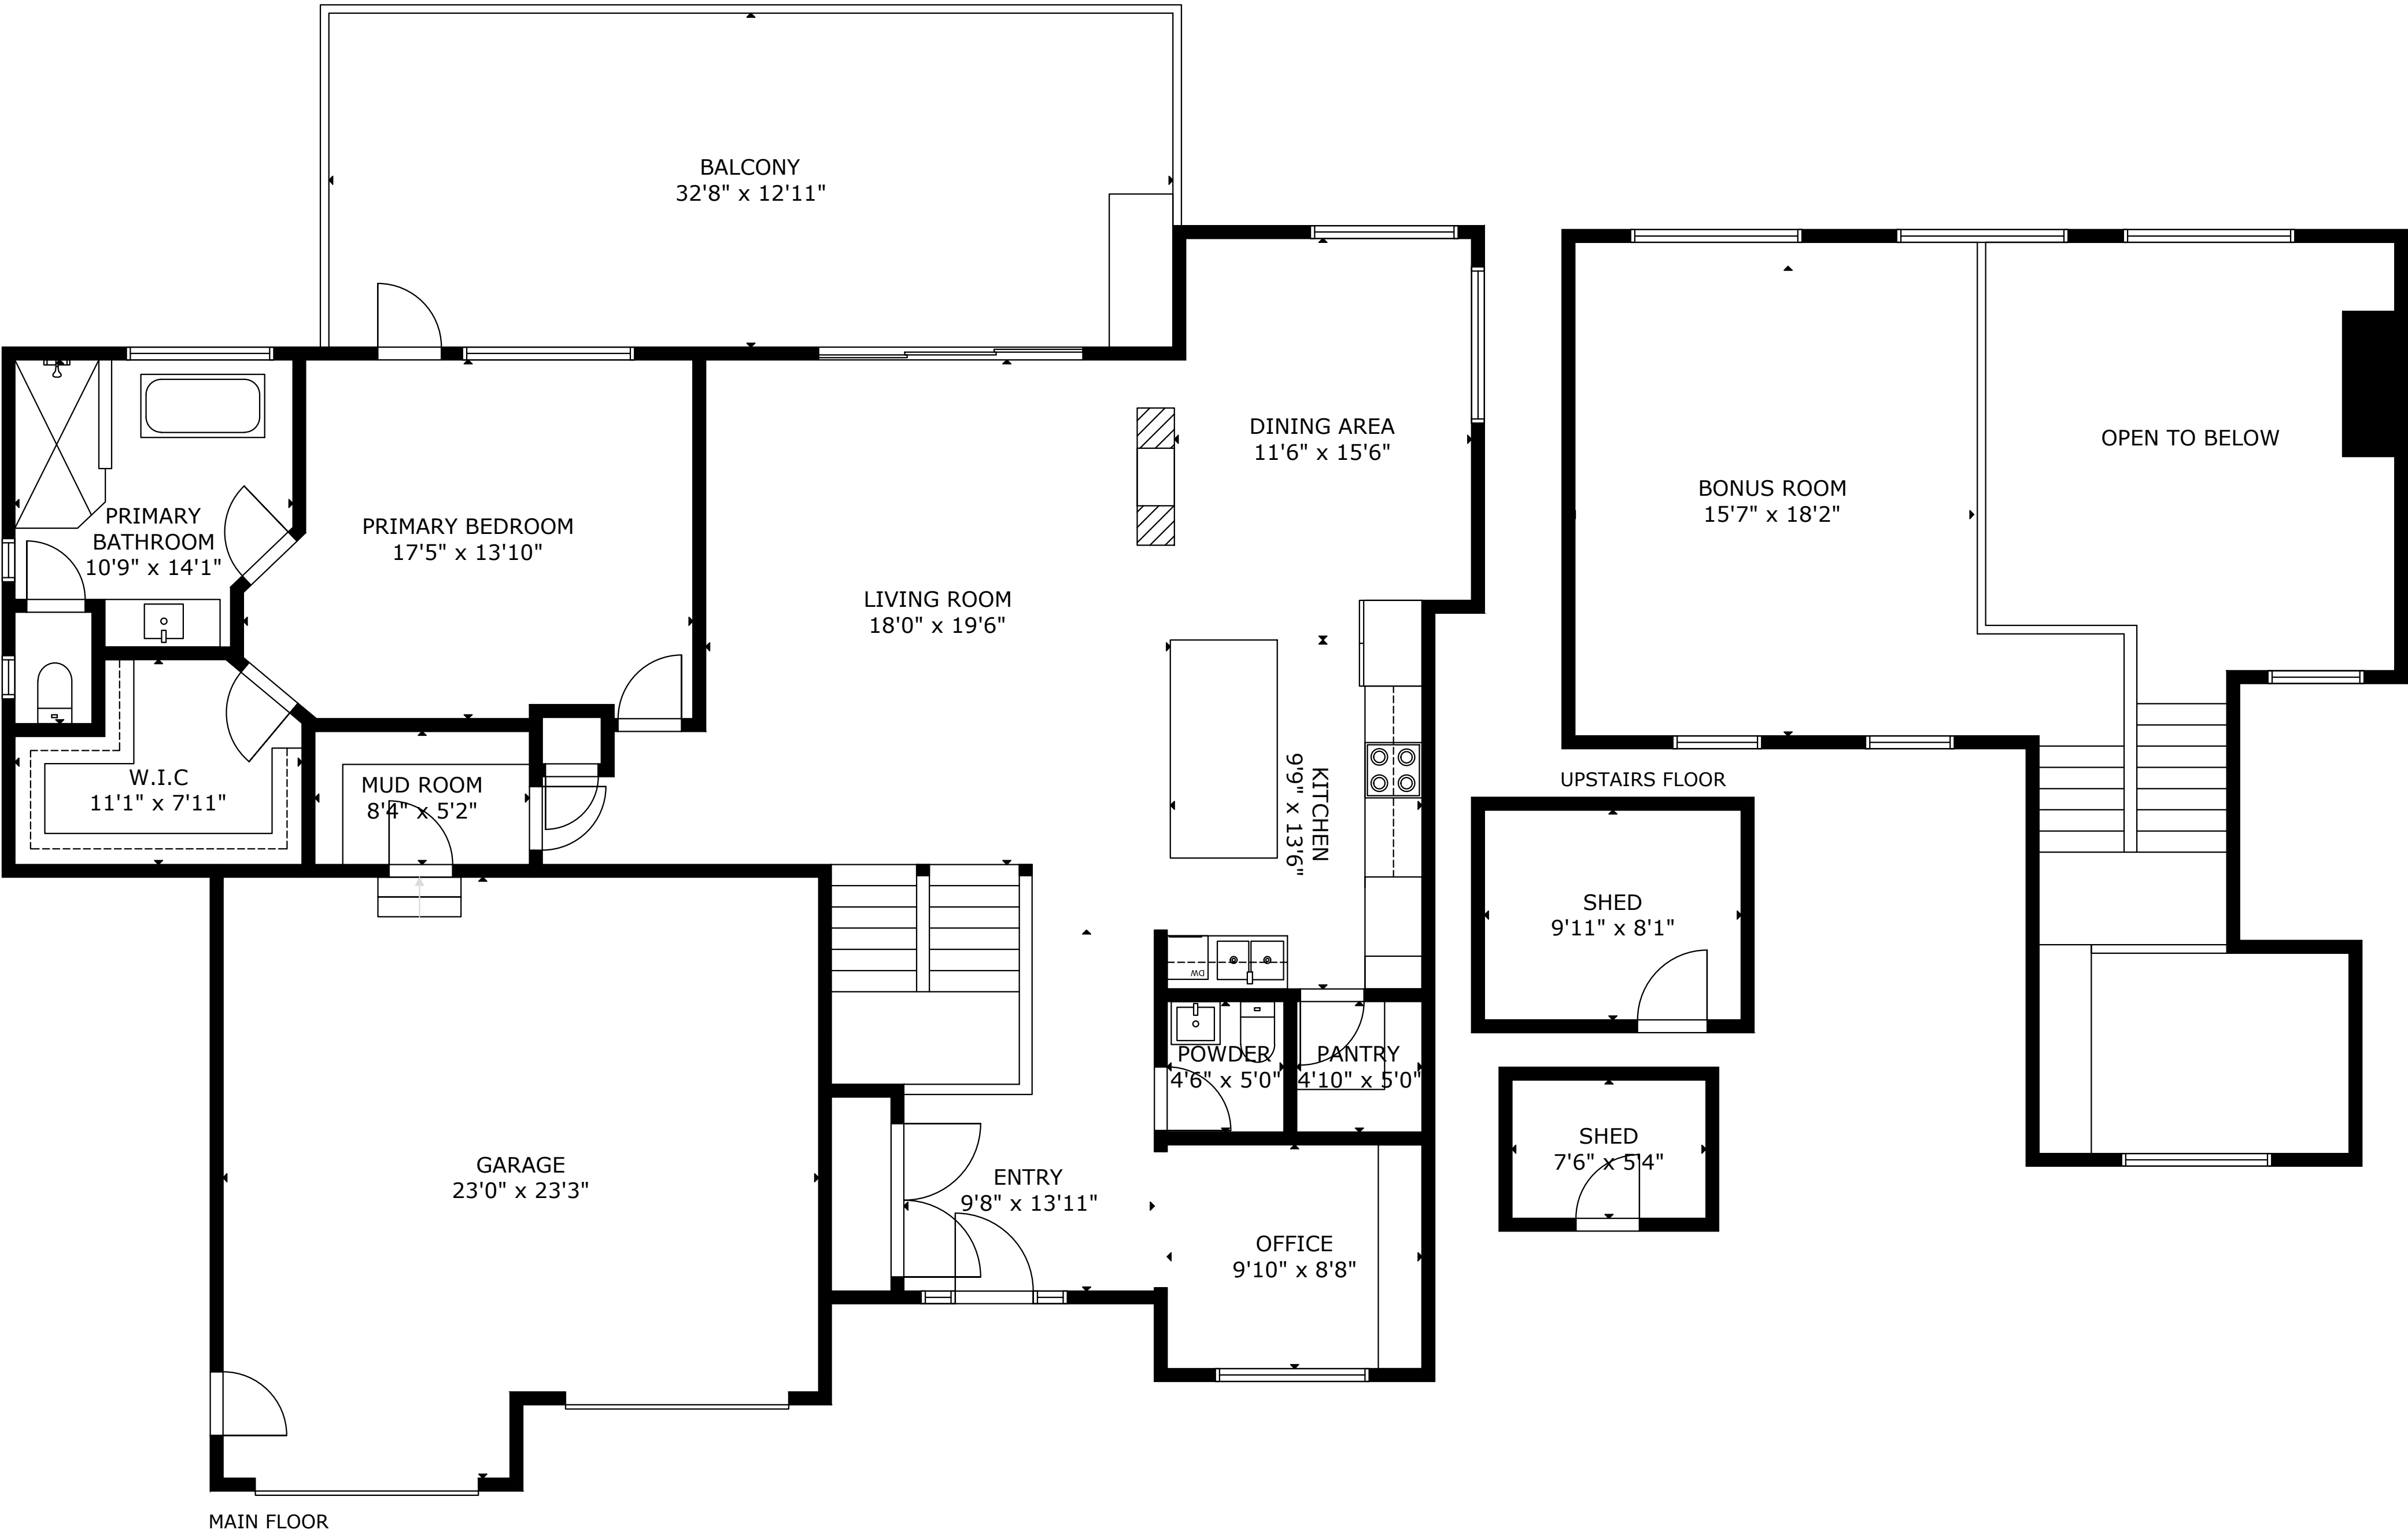 BALCONY
32'8" x 12'11"
DINING AREA
11'6" x 15'6"
OPEN TO BELOW
BONUS ROOM
15'7" x 18'2"
PRIMARY
BATHROOM
10'9" x 14'1"
PRIMARY BEDROOM
17'5" x 13'10"
LIVING ROOM
18'0" x 19'6"
W.I.C
11'1" x 7'11"
MUD ROOM
8'4" x 5'2"
KITCHEN
9'9" x 13'6"
UPSTAIRS FLOOR
SHED
9'11" x 8'1"
DW
POWDER
4'6" x 5'0"
PANTRY
4'10" x 5'0"
SHED
7'6" x 5'4"
GARAGE
23'0" x 23'3"
ENTRY
9'8" x 13'11"
OFFICE
9'10" x 8'8"
MAIN FLOOR